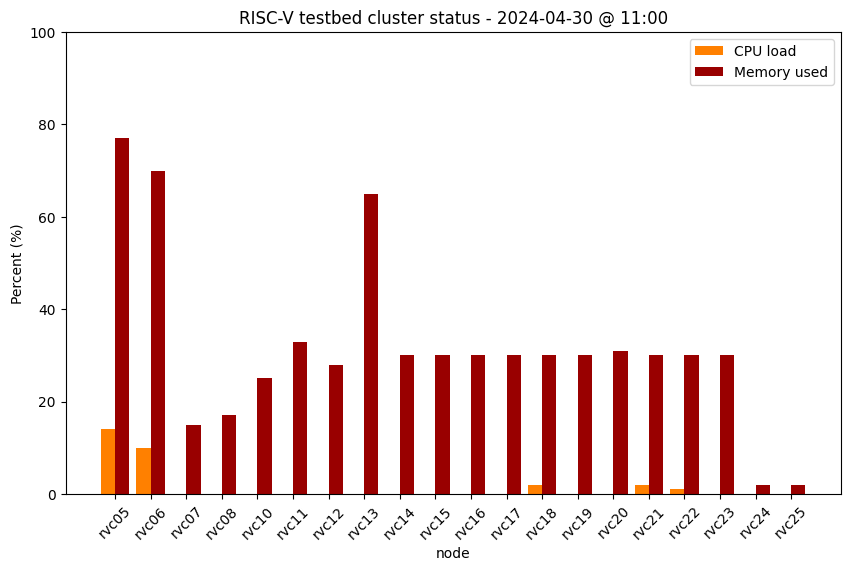 RISC-V testbed cluster status - 2024-04-30 @ 11:00
CPU load
Memory used
Percent (%)
100
80
60
40
20
0
rvc05 rvc06 rvc07 rvc08 rvc10 rvc11 rvc12 rvc13 rvc14 rvc15 rvc16 rvc17 rvc18 rvc19 rvc20 rvc21 rvc22 rvc23 rvc24 rvc25
node